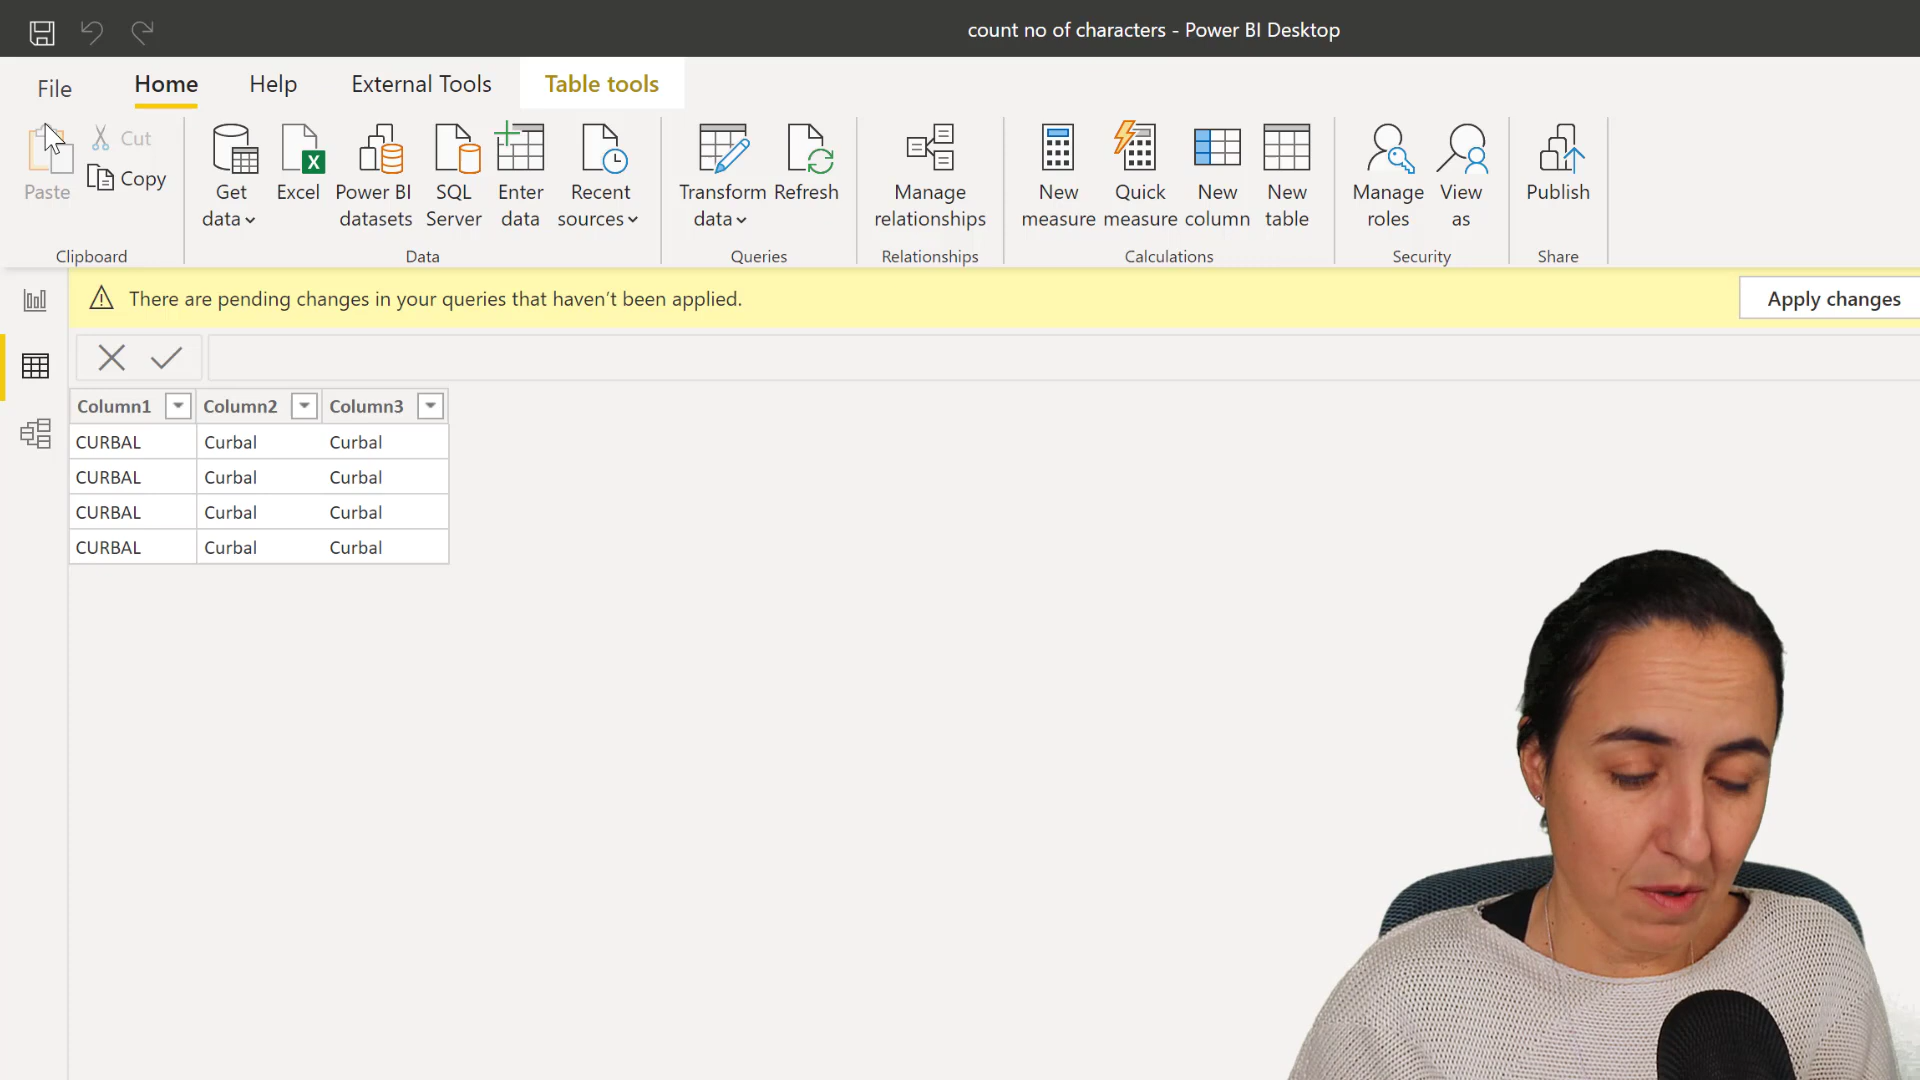 count no of characters - Power BI Desktop
File Home Help External Tools Table tools
Paste
Cut
Copy
Clipboard
Get data
Excel
Power BI datasets
SQL Server
Enter data
Recent sources
Data
Transform data
Refresh
Queries
Manage relationships
Relationships
New measure
Quick measure
New column
New table
Calculations
Manage roles
View as
Security
Publish
Share
There are pending changes in your queries that haven't been applied. Apply changes
Column1 Column2 Column3
CURBAL Curbal Curbal
CURBAL Curbal Curbal
CURBAL Curbal Curbal
CURBAL Curbal Curbal